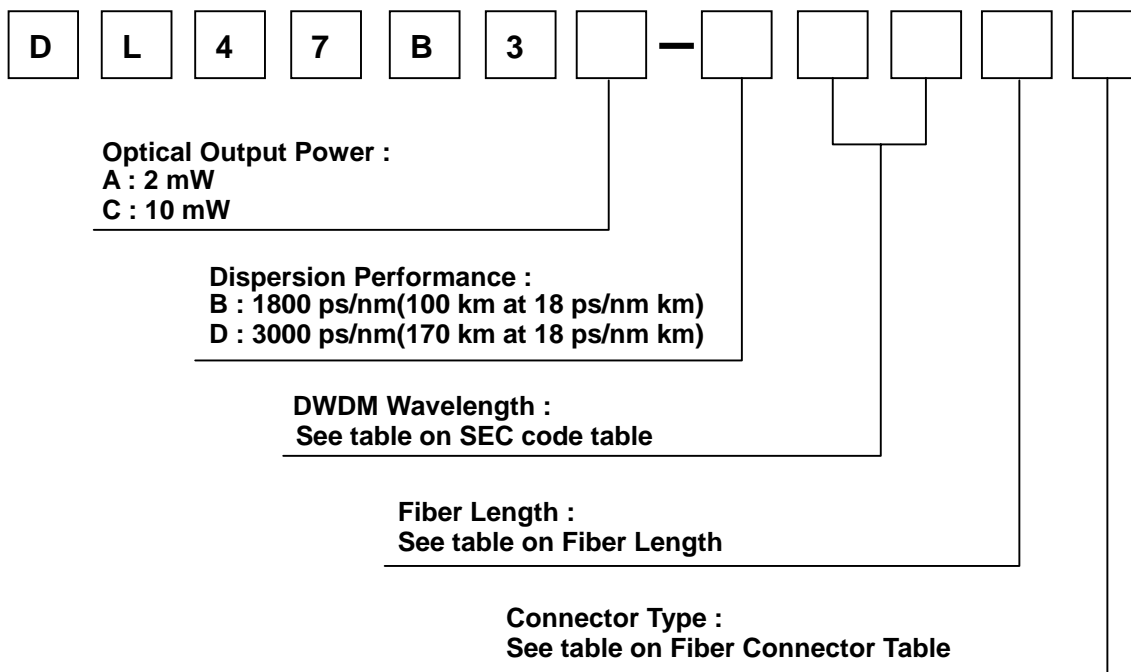 D L 4 7 B 3 –
Optical Output Power :
A : 2 mW
C : 10 mW
Dispersion Performance :
B : 1800 ps/nm(100 km at 18 ps/nm km)
D : 3000 ps/nm(170 km at 18 ps/nm km)
DWDM Wavelength :
See table on SEC code table
Fiber Length :
See table on Fiber Length
Connector Type :
See table on Fiber Connector Table